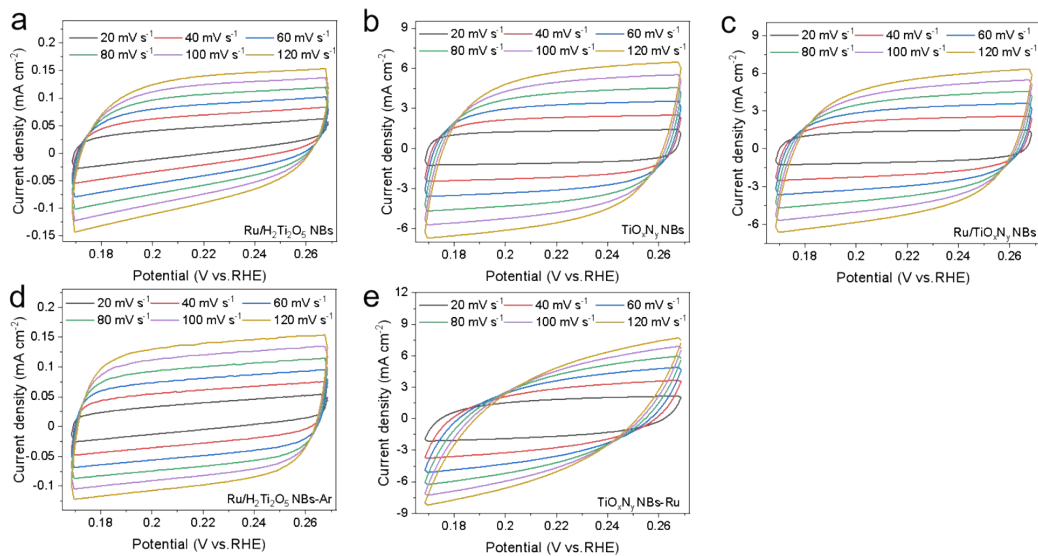 a
20 mV s⁻¹ 40 mV s⁻¹ 60 mV s⁻¹
80 mV s⁻¹ 100 mV s⁻¹ 120 mV s⁻¹
Current density (mA cm⁻²)
0.2
0.15
0.1
0.05
0
-0.05
-0.1
-0.15
Ru/H₂Ti₂O₅ NBs
0.18 0.2 0.22 0.24 0.26
Potential (V vs.RHE)
b
20 mV s⁻¹ 40 mV s⁻¹ 60 mV s⁻¹
80 mV s⁻¹ 100 mV s⁻¹ 120 mV s⁻¹
Current density (mA cm⁻²)
9
6
3
0
-3
-6
TiOₓNᵧ NBs
0.18 0.20 0.22 0.24 0.26
Potential (V vs.RHE)
c
20 mV s⁻¹ 40 mV s⁻¹ 60 mV s⁻¹
80 mV s⁻¹ 100 mV s⁻¹ 120 mV s⁻¹
Current density (mA cm⁻²)
9
6
3
0
-3
-6
Ru/TiOₓNᵧ NBs
0.18 0.20 0.22 0.24 0.26
Potential (V vs.RHE)
d
20 mV s⁻¹ 40 mV s⁻¹ 60 mV s⁻¹
80 mV s⁻¹ 100 mV s⁻¹ 120 mV s⁻¹
Current density (mA cm⁻²)
0.2
0.15
0.1
0.05
0
-0.05
-0.1
Ru/H₂Ti₂O₅ NBs-Ar
0.18 0.2 0.22 0.24 0.26
Potential (V vs.RHE)
e
20 mV s⁻¹ 40 mV s⁻¹ 60 mV s⁻¹
80 mV s⁻¹ 100 mV s⁻¹ 120 mV s⁻¹
Current density (mA cm⁻²)
12
9
6
3
0
-3
-6
-9
TiOₓNᵧ NBs-Ru
0.18 0.2 0.22 0.24 0.26
Potential (V vs.RHE)